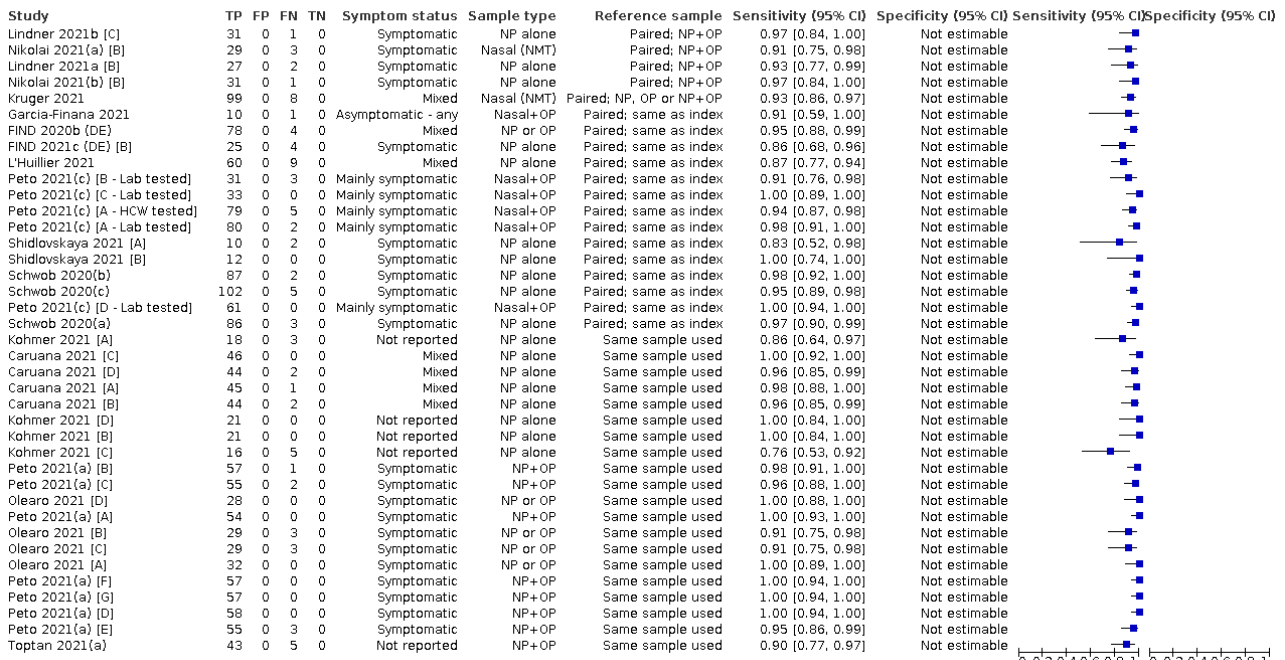 Study TP FP FN TN Symptom status Sample type Reference sample Sensitivity (95% CI) Specificity (95% CI) Sensitivity (95% CI) Specificity (95% CI)
Lindner 2021b [C] 31 0 1 0 Symptomatic NP alone Paired; NP+OP 0.97 [0.84, 1.00] Not estimable
Nikolai 2021(a) [B] 29 0 3 0 Symptomatic Nasal (NMT) Paired; NP+OP 0.91 [0.75, 0.98] Not estimable
Lindner 2021a [B] 27 0 2 0 Symptomatic NP alone Paired; NP+OP 0.93 [0.77, 0.99] Not estimable
Nikolai 2021(b) [B] 31 0 1 0 Symptomatic NP alone Paired; NP+OP 0.97 [0.84, 1.00] Not estimable
Kruger 2021 99 0 8 0 Mixed Nasal (NMT) Paired; NP, OP or NP+OP 0.93 [0.86, 0.97] Not estimable
Garcia-Finana 2021 10 0 1 0 Asymptomatic - any Nasal+OP Paired; same as index 0.91 [0.59, 1.00] Not estimable
FIND 2020b (DE) 78 0 4 0 Mixed NP or OP Paired; same as index 0.95 [0.88, 0.99] Not estimable
FIND 2021c (DE) [B] 25 0 4 0 Symptomatic NP alone Paired; same as index 0.86 [0.68, 0.96] Not estimable
L'Huillier 2021 60 0 9 0 Mixed NP alone Paired; same as index 0.87 [0.77, 0.94] Not estimable
Peto 2021(c) [B - Lab tested] 31 0 3 0 Mainly symptomatic Nasal+OP Paired; same as index 0.91 [0.76, 0.98] Not estimable
Peto 2021(c) [C - Lab tested] 33 0 0 0 Mainly symptomatic Nasal+OP Paired; same as index 1.00 [0.89, 1.00] Not estimable
Peto 2021(c) [A - HCW tested] 79 0 5 0 Mainly symptomatic Nasal+OP Paired; same as index 0.94 [0.87, 0.98] Not estimable
Peto 2021(c) [A - Lab tested] 80 0 2 0 Mainly symptomatic Nasal+OP Paired; same as index 0.98 [0.91, 1.00] Not estimable
Shidlovskaya 2021 [A] 10 0 2 0 Symptomatic NP alone Paired; same as index 0.83 [0.52, 0.98] Not estimable
Shidlovskaya 2021 [B] 12 0 0 0 Symptomatic NP alone Paired; same as index 1.00 [0.74, 1.00] Not estimable
Schwob 2020(b) 87 0 2 0 Symptomatic NP alone Paired; same as index 0.98 [0.92, 1.00] Not estimable
Schwob 2020(c) 102 0 5 0 Symptomatic NP alone Paired; same as index 0.95 [0.89, 0.98] Not estimable
Peto 2021(c) [D - Lab tested] 61 0 0 0 Mainly symptomatic Nasal+OP Paired; same as index 1.00 [0.94, 1.00] Not estimable
Schwob 2020(a) 86 0 3 0 Symptomatic NP alone Paired; same as index 0.97 [0.90, 0.99] Not estimable
Kohmer 2021 [A] 18 0 3 0 Not reported NP alone Same sample used 0.86 [0.64, 0.97] Not estimable
Caruana 2021 [C] 46 0 0 0 Mixed NP alone Same sample used 1.00 [0.92, 1.00] Not estimable
Caruana 2021 [D] 44 0 2 0 Mixed NP alone Same sample used 0.96 [0.85, 0.99] Not estimable
Caruana 2021 [A] 45 0 1 0 Mixed NP alone Same sample used 0.98 [0.88, 1.00] Not estimable
Caruana 2021 [B] 44 0 2 0 Mixed NP alone Same sample used 0.96 [0.85, 0.99] Not estimable
Kohmer 2021 [D] 21 0 0 0 Not reported NP alone Same sample used 1.00 [0.84, 1.00] Not estimable
Kohmer 2021 [B] 21 0 0 0 Not reported NP alone Same sample used 1.00 [0.84, 1.00] Not estimable
Kohmer 2021 [C] 16 0 5 0 Not reported NP alone Same sample used 0.76 [0.53, 0.92] Not estimable
Peto 2021(a) [B] 57 0 1 0 Symptomatic NP+OP Same sample used 0.98 [0.91, 1.00] Not estimable
Peto 2021(a) [C] 55 0 2 0 Symptomatic NP+OP Same sample used 0.96 [0.88, 1.00] Not estimable
Olearo 2021 [D] 28 0 0 0 Symptomatic NP or OP Same sample used 1.00 [0.88, 1.00] Not estimable
Peto 2021(a) [A] 54 0 0 0 Symptomatic NP+OP Same sample used 1.00 [0.93, 1.00] Not estimable
Olearo 2021 [B] 29 0 3 0 Symptomatic NP or OP Same sample used 0.91 [0.75, 0.98] Not estimable
Olearo 2021 [C] 29 0 3 0 Symptomatic NP or OP Same sample used 0.91 [0.75, 0.98] Not estimable
Olearo 2021 [A] 32 0 0 0 Symptomatic NP or OP Same sample used 1.00 [0.89, 1.00] Not estimable
Peto 2021(a) [F] 57 0 0 0 Symptomatic NP+OP Same sample used 1.00 [0.94, 1.00] Not estimable
Peto 2021(a) [G] 57 0 0 0 Symptomatic NP+OP Same sample used 1.00 [0.94, 1.00] Not estimable
Peto 2021(a) [D] 58 0 0 0 Symptomatic NP+OP Same sample used 1.00 [0.94, 1.00] Not estimable
Peto 2021(a) [E] 55 0 3 0 Symptomatic NP+OP Same sample used 0.95 [0.86, 0.99] Not estimable
Toptan 2021(a) 43 0 5 0 Not reported NP alone Same sample used 0.90 [0.77, 0.97] Not estimable